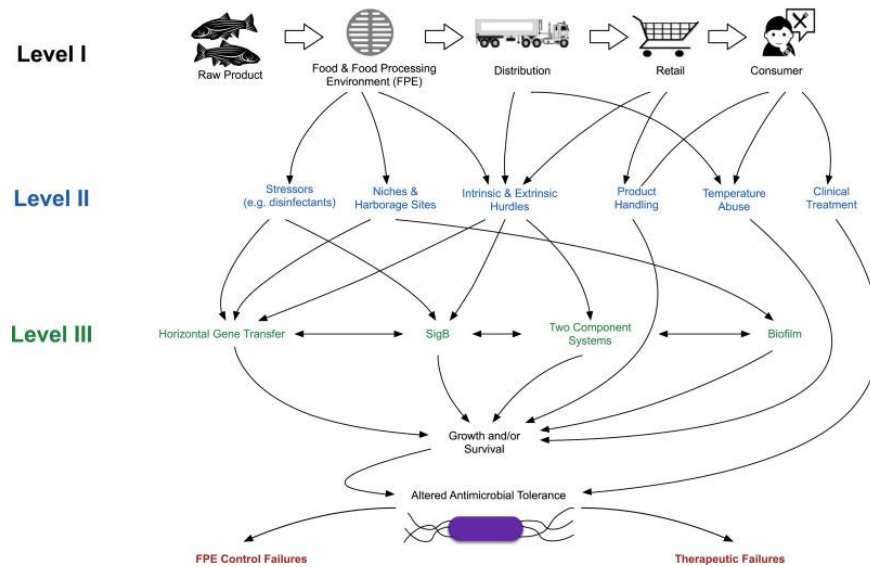 Level I
Raw Product
Food & Food Processing
Environment (FPE)
Distribution
Retail
Consumer
Level II
Stressors
(e.g. disinfectants)
Niches &
Harborage Sites
Intrinsic & Extrinsic
Hurdles
Product
Handling
Temperature
Abuse
Clinical
Treatment
Level III
Horizontal Gene Transfer
SigB
Two Component
Systems
Biofilm
Growth and/or
Survival
Altered Antimicrobial Tolerance
FPE Control Failures
Therapeutic Failures